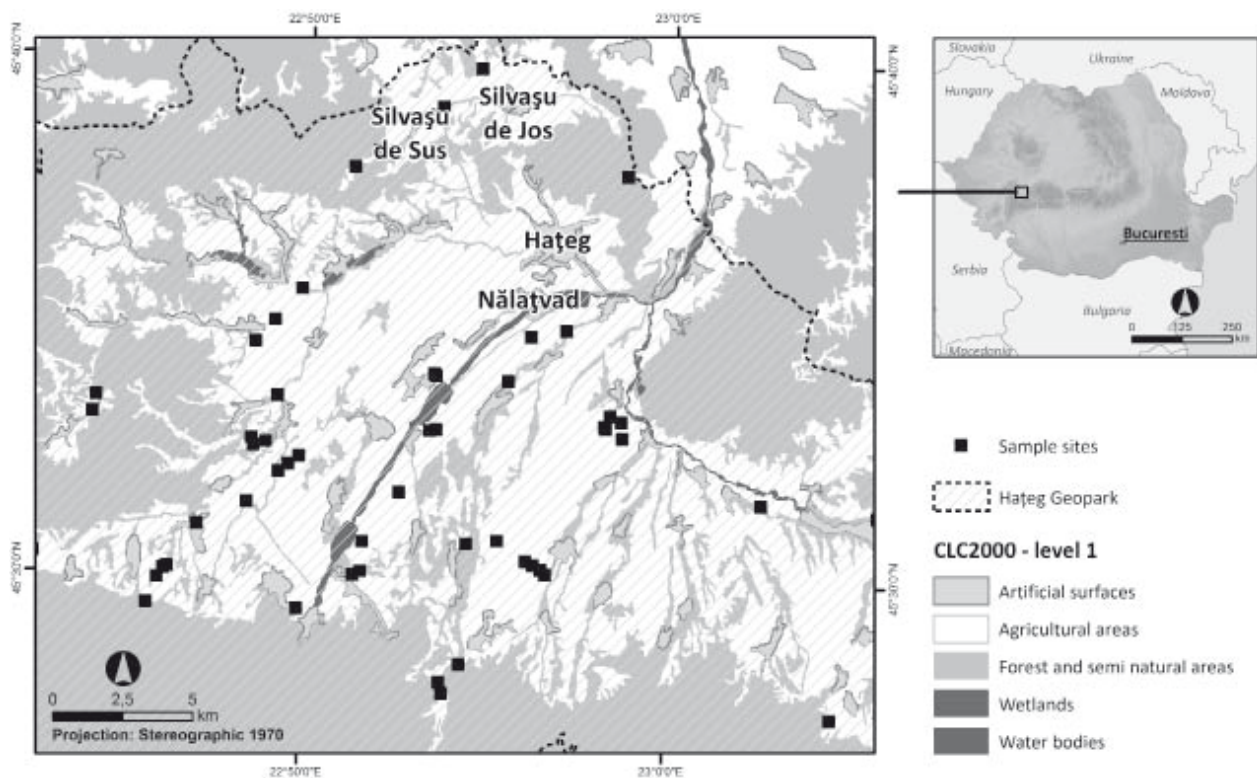 22°50'0"E
23°0'0"E
45°40'0"N
45°40'0"N
Silvaşu
de Jos
Silvaşu
de Sus
Haţeg
Nălaţvad
45°30'0"N
45°30'0"N
0 2,5 5
km
Projection: Stereographic 1970
22°50'0"E
23°0'0"E
Slovakia
Ukraine
Hungary
Moldova
Bucuresti
Serbia
Bulgaria
Macedonia
0 125 250
km
Sample sites
Haţeg Geopark
CLC2000 - level 1
Artificial surfaces
Agricultural areas
Forest and semi natural areas
Wetlands
Water bodies